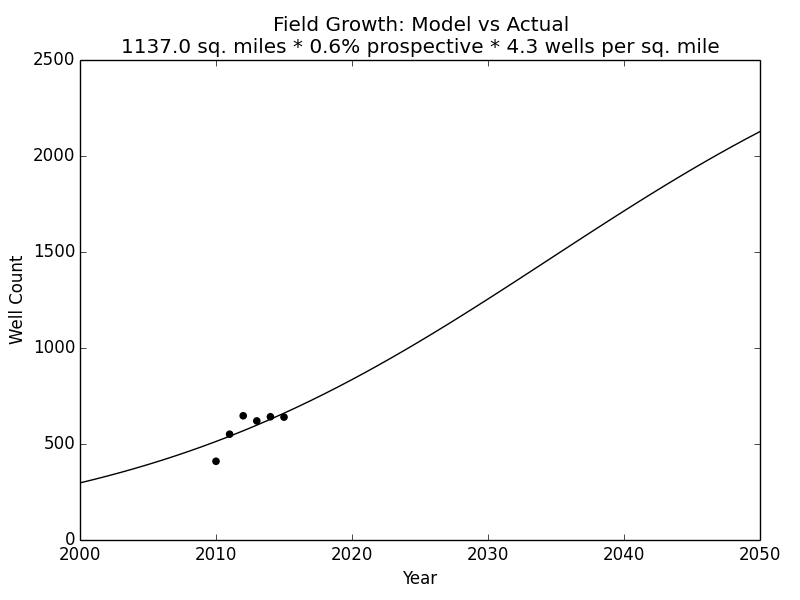 Field Growth: Model vs Actual
1137.0 sq. miles * 0.6% prospective * 4.3 wells per sq. mile
2500
2000
1500
1000
500
0
Well Count
2000 2010 2020 2030 2040 2050
Year